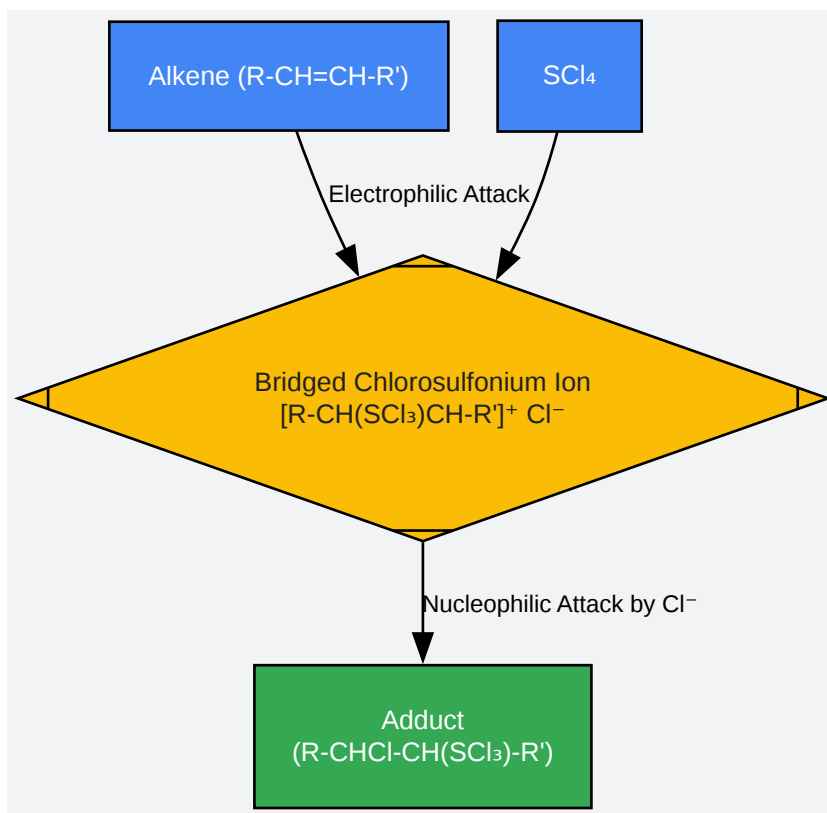 Alkene (R-CH=CH-R')
SCl₄
Electrophilic Attack
Bridged Chlorosulfonium Ion
[R-CH(SCl₃)CH-R']⁺ Cl⁻
Nucleophilic Attack by Cl⁻
Adduct
(R-CHCl-CH(SCl₃)-R')